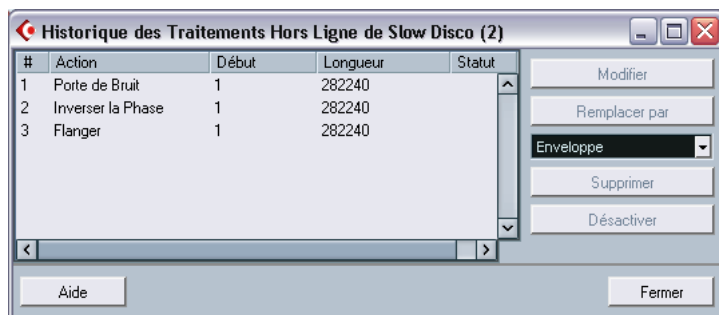 Historique des Traitements Hors Ligne de Slow Disco (2)
# Action Début Longueur Statut
1 Porte de Bruit 1 282240
2 Inverser la Phase 1 282240
3 Flanger 1 282240
Modifier
Remplacer par
Enveloppe
Supprimer
Désactiver
Aide
Fermer